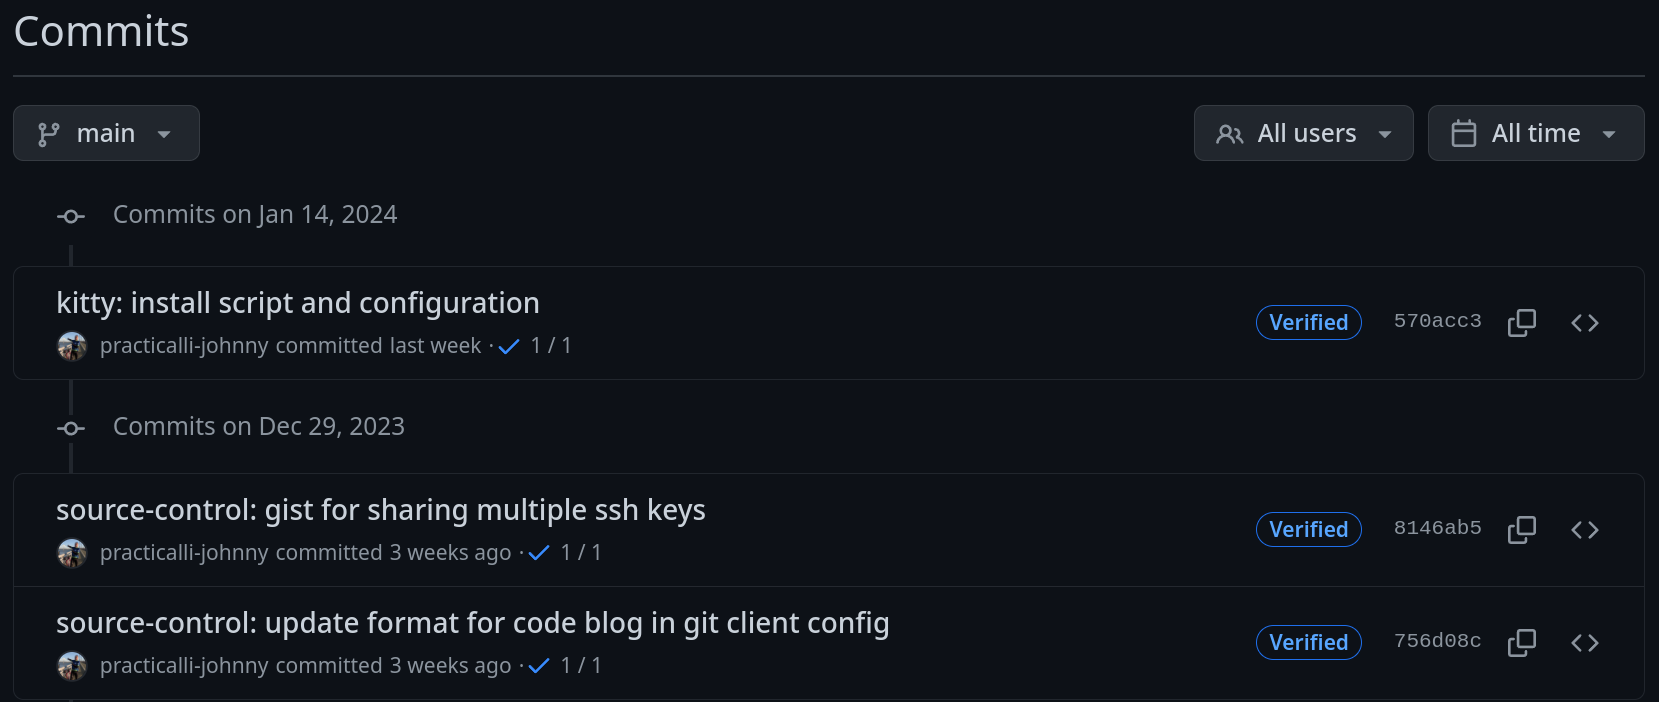 Commits
main
All users
All time
Commits on Jan 14, 2024
kitty: install script and configuration
practicalli-johnny committed last week · 1 / 1
Verified
570acc3
Commits on Dec 29, 2023
source-control: gist for sharing multiple ssh keys
practicalli-johnny committed 3 weeks ago · 1 / 1
Verified
8146ab5
source-control: update format for code blog in git client config
practicalli-johnny committed 3 weeks ago · 1 / 1
Verified
756d08c